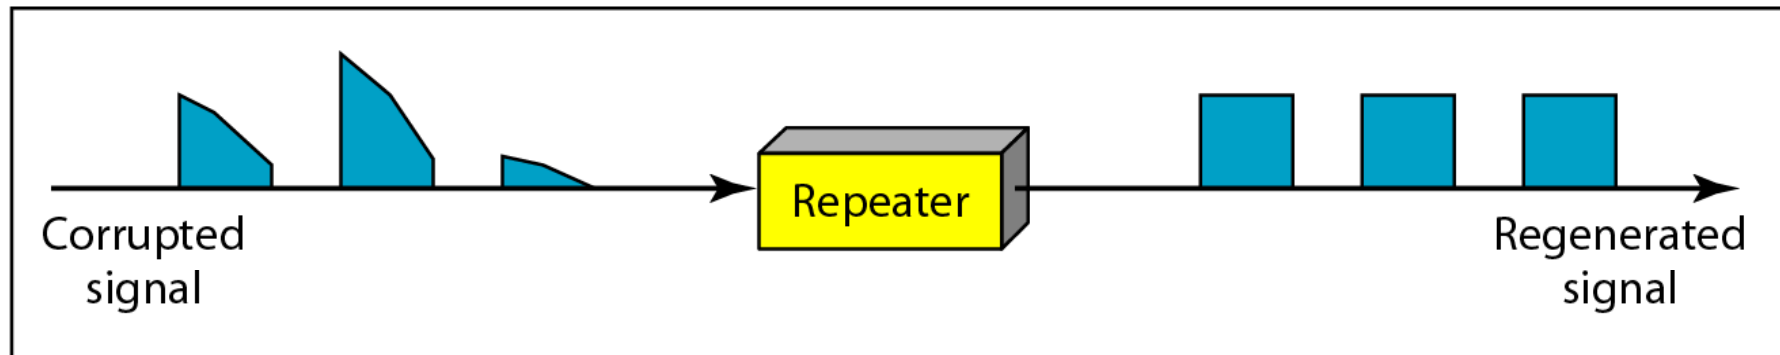 Repeater
Corrupted
signal
Regenerated
signal